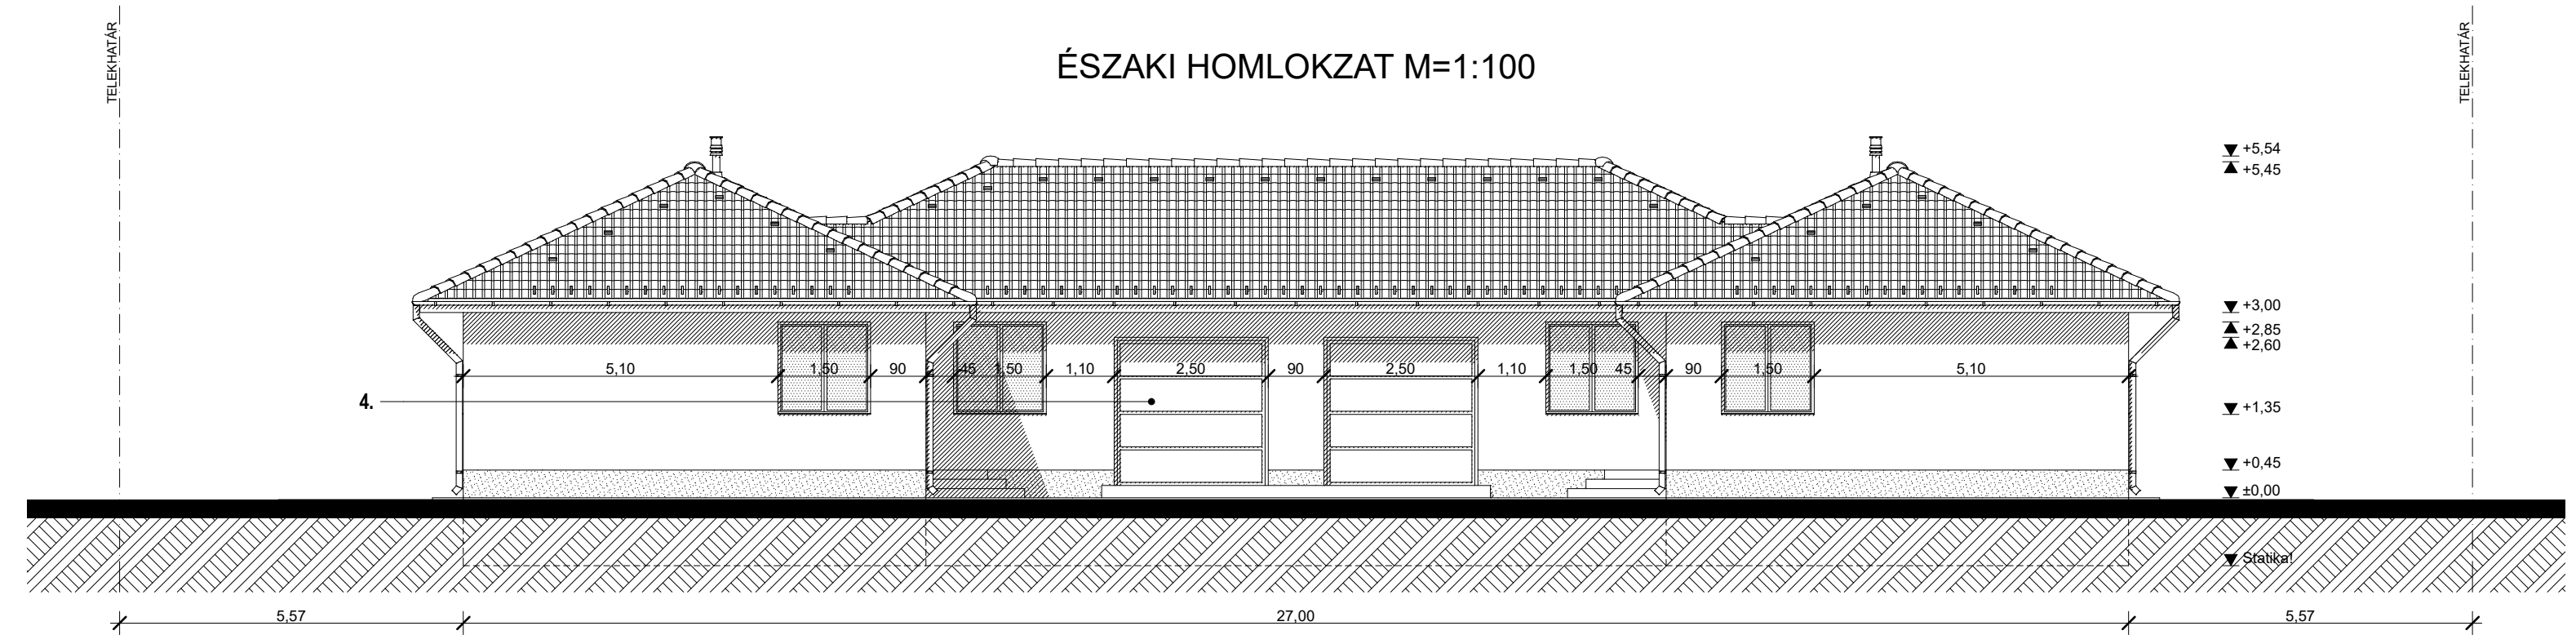 TELEKHATÁR
ÉSZAKI HOMLOKZAT M=1:100
TELEKHATÁR
+5,54
+5,45
+3,00
+2,85
+2,60
5,10 1,50 90 45 1,50 1,10 2,50 90 2,50 1,10 1,50 45 90 1,50 5,10
4.
+1,35
+0,45
±0,00
Statika!
5,57 27,00 5,57